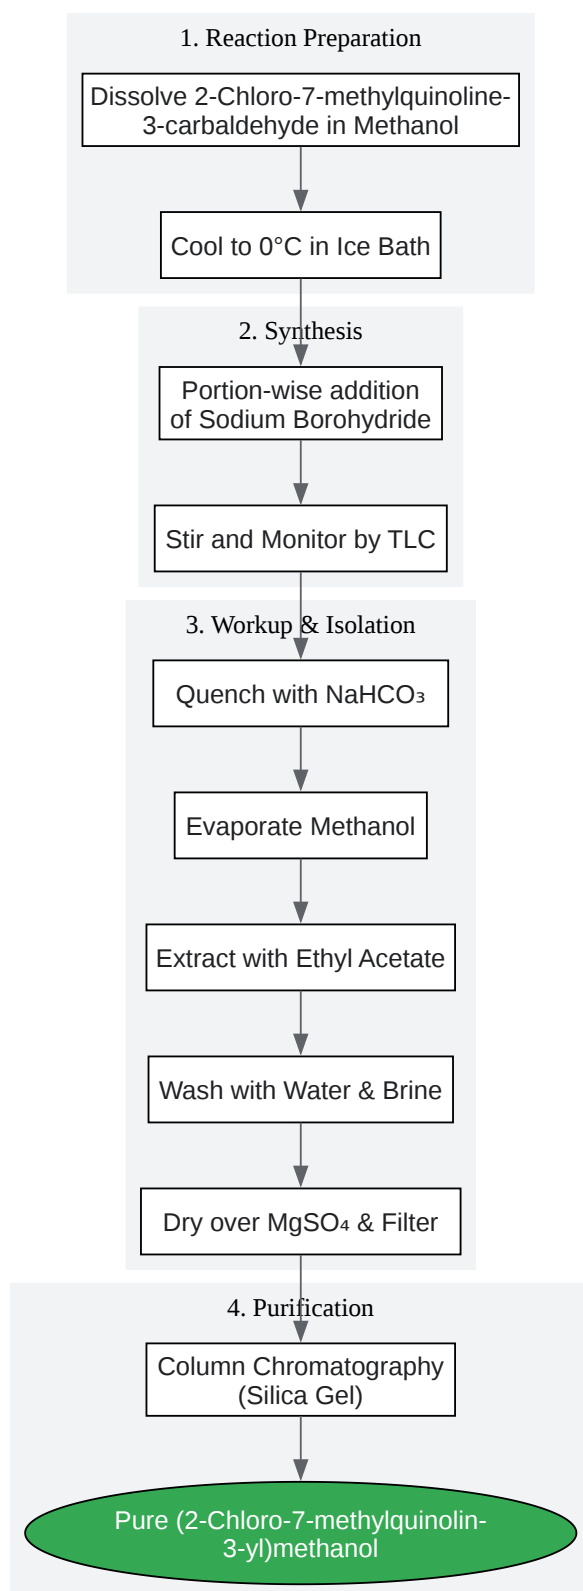 1. Reaction Preparation
Dissolve 2-Chloro-7-methylquinoline-
3-carbaldehyde in Methanol
Cool to 0°C in Ice Bath
2. Synthesis
Portion-wise addition
of Sodium Borohydride
Stir and Monitor by TLC
3. Workup & Isolation
Quench with NaHCO₃
Evaporate Methanol
Extract with Ethyl Acetate
Wash with Water & Brine
Dry over MgSO₄ & Filter
4. Purification
Column Chromatography
(Silica Gel)
Pure (2-Chloro-7-methylquinolin-
3-yl)methanol